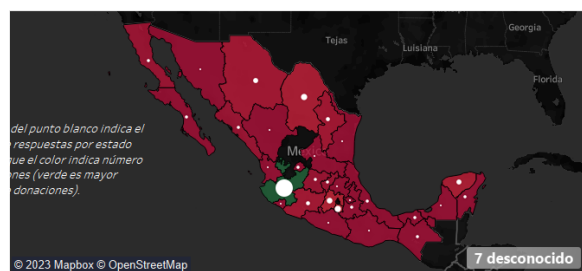 Georgia
Tejas
Luisiana
Florida
del punto blanco indica el
respuestas por estado
que el color indica número
ones (verde es mayor
donaciones).
Mexi
© 2023 Mapbox © OpenStreetMap
7 desconocido